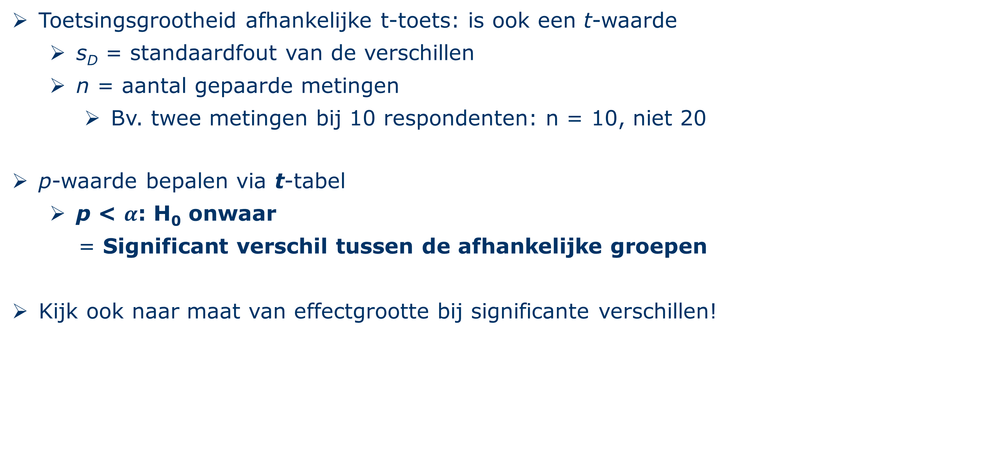 ➢ Toetsingsgrootheid afhankelijke t-toets: is ook een t-waarde
➢ s_D = standaardfout van de verschillen
➢ n = aantal gepaarde metingen
➢ Bv. twee metingen bij 10 respondenten: n = 10, niet 20
➢ p-waarde bepalen via t-tabel
➢ p < α: H₀ onwaar
= Significant verschil tussen de afhankelijke groepen
➢ Kijk ook naar maat van effectgrootte bij significante verschillen!